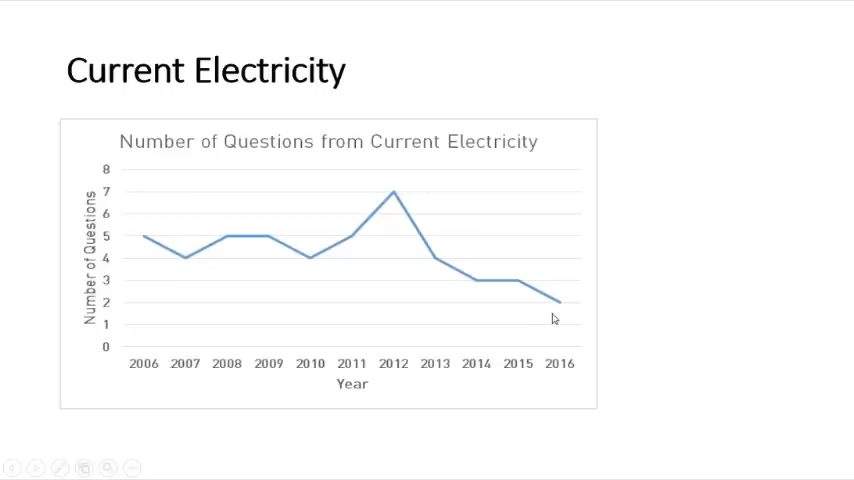 Current Electricity
Number of Questions from Current Electricity
8
7
6
5
4
3
2
1
0
Number of Questions
2006 2007 2008 2009 2010 2011 2012 2013 2014 2015 2016
Year